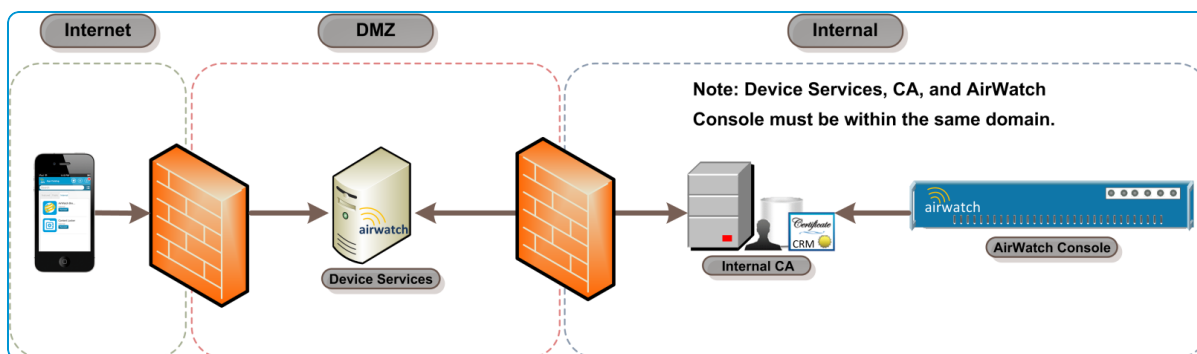 Internet
DMZ
Internal
Note: Device Services, CA, and AirWatch
Console must be within the same domain.
airwatch
Device Services
Certificate
CRM
Internal CA
airwatch
AirWatch Console